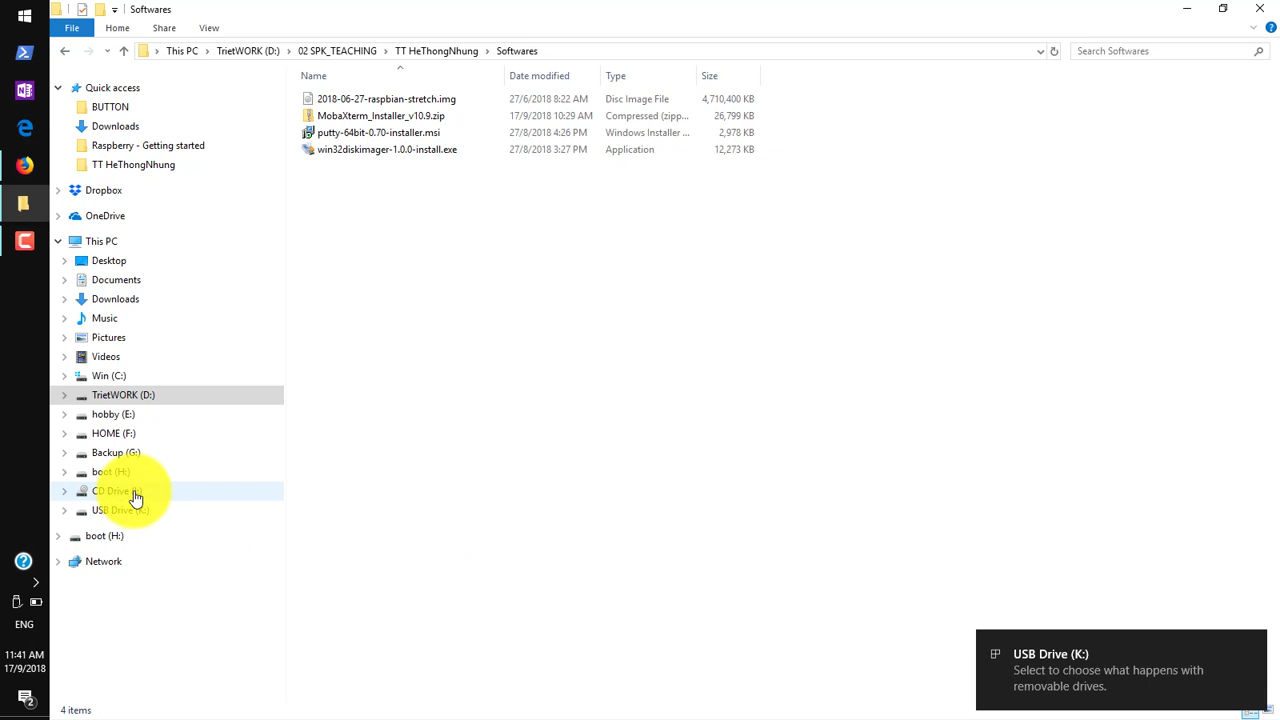 Softwares
File Home Share View
This PC TrietWORK (D:) 02 SPK_TEACHING TT HeThongNhung Softwares
Search Softwares
Name Date modified Type Size
2018-06-27-raspbian-stretch.img 27/6/2018 8:22 AM Disc Image File 4,710,400 KB
MobaXterm_Installer_v10.9.zip 17/9/2018 10:29 AM Compressed (zipp... 26,799 KB
putty-64bit-0.70-installer.msi 27/8/2018 4:26 PM Windows Installer ... 2,978 KB
win32diskimager-1.0.0-install.exe 27/8/2018 3:27 PM Application 12,273 KB
Quick access
BUTTON
Downloads
Raspberry - Getting started
TT HeThongNhung
Dropbox
OneDrive
This PC
Desktop
Documents
Downloads
Music
Pictures
Videos
Win (C:)
TrietWORK (D:)
hobby (E:)
HOME (F:)
Backup (G:)
boot (H:)
CD Drive
USB Drive (K:)
boot (H:)
Network
ENG
11:41 AM
17/9/2018
2
4 items
USB Drive (K:)
Select to choose what happens with
removable drives.